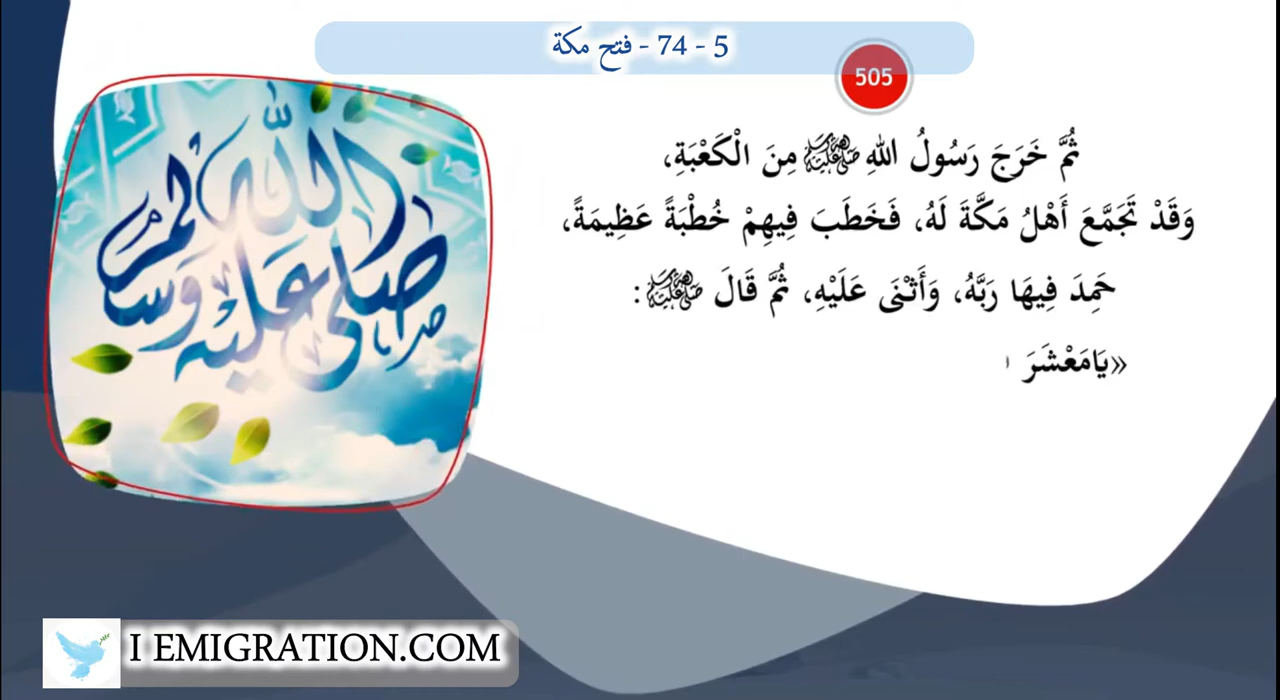 5 - 74 - فتح مكة
505
ثُمَّ خَرَجَ رَسُولُ اللهِ ﷺ مِنَ الْكَعْبَةِ،
وَقَدْ تَجَمَّعَ أَهْلُ مَكَّةَ لَهُ، فَخَطَبَ فِيهِمْ خُطْبَةً عَظِيمَةً،
حَمِدَ فِيهَا رَبَّهُ، وَأَثْنَى عَلَيْهِ، ثُمَّ قَالَ ﷺ:
«يَامَعْشَرَ
صلى الله عليه وسلم
I EMIGRATION.COM